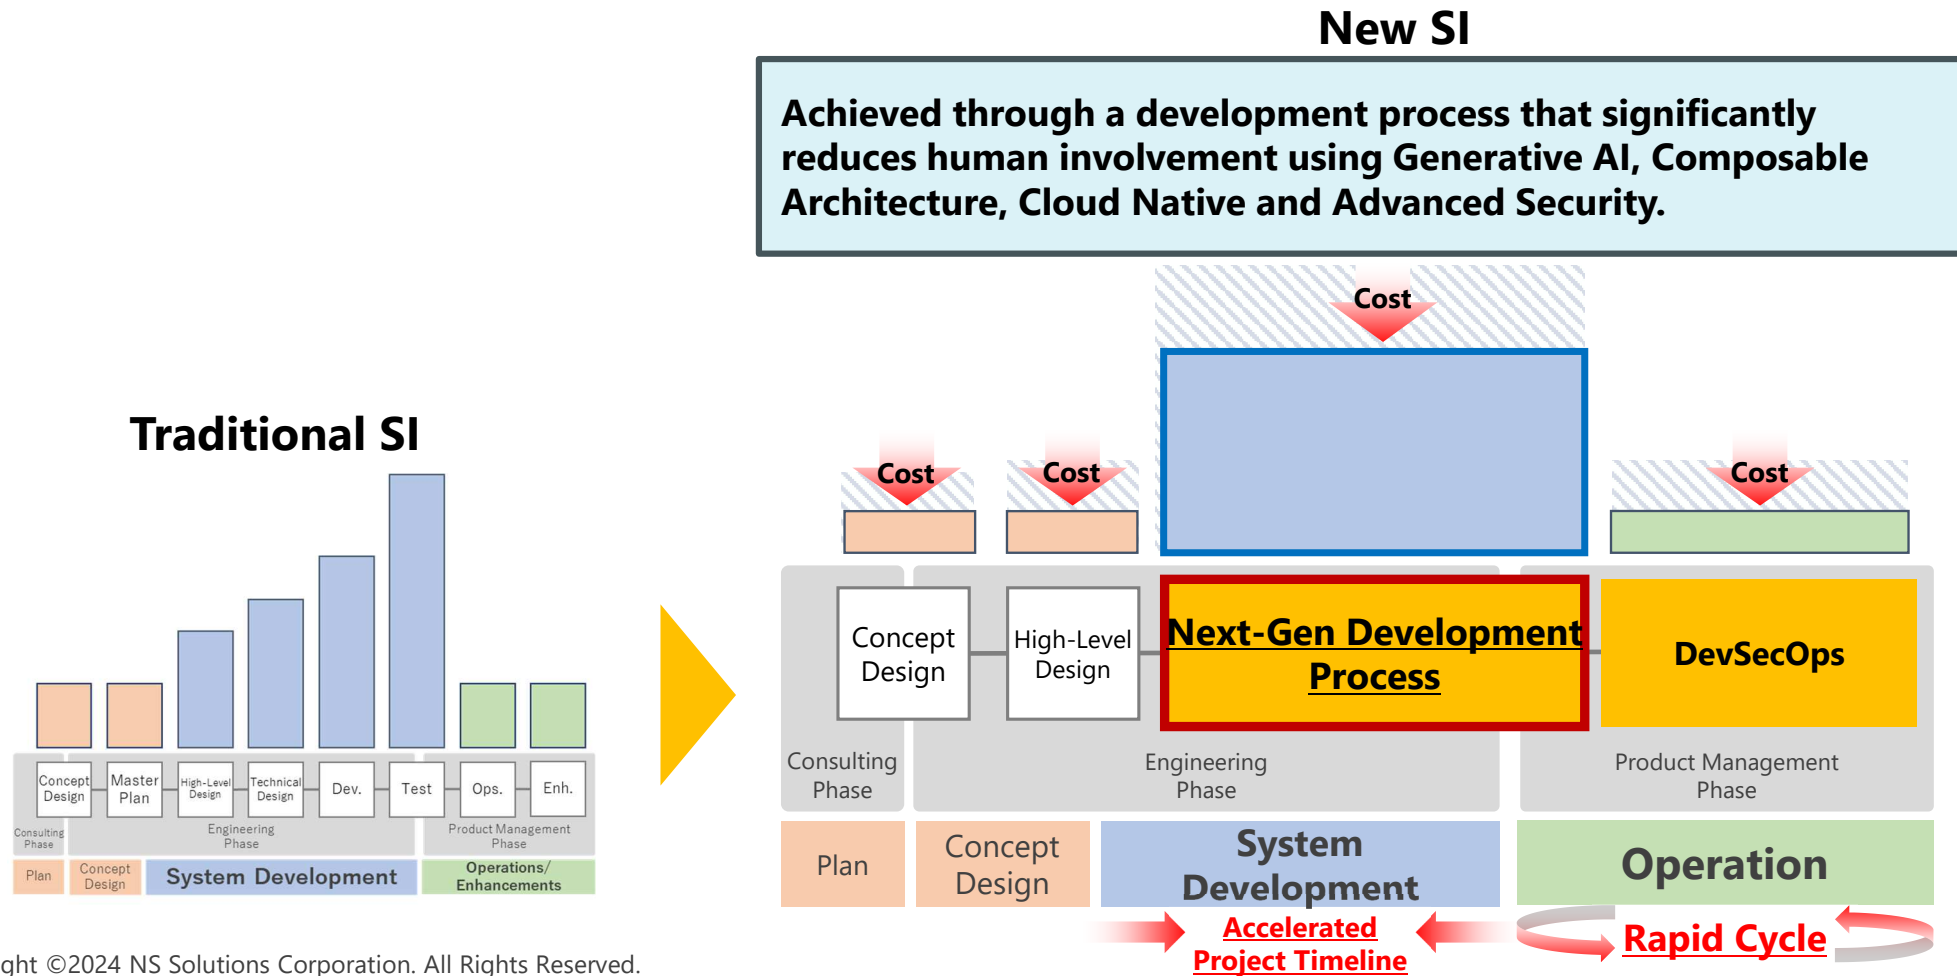 New SI
Achieved through a development process that significantly
reduces human involvement using Generative AI, Composable
Architecture, Cloud Native and Advanced Security.
Traditional SI
Concept
Design
Master
Plan
High-Level
Design
Technical
Design
Dev.
Test
Ops.
Enh.
Consulting
Phase
Engineering
Phase
Product Management
Phase
Plan
Concept
Design
System Development
Operations/
Enhancements
Cost
Cost
Cost
Cost
Concept
Design
High-Level
Design
Next-Gen Development
Process
DevSecOps
Consulting
Phase
Engineering
Phase
Product Management
Phase
Plan
Concept
Design
System
Development
Operation
Accelerated
Project Timeline
Rapid Cycle
ght ©2024 NS Solutions Corporation. All Rights Reserved.